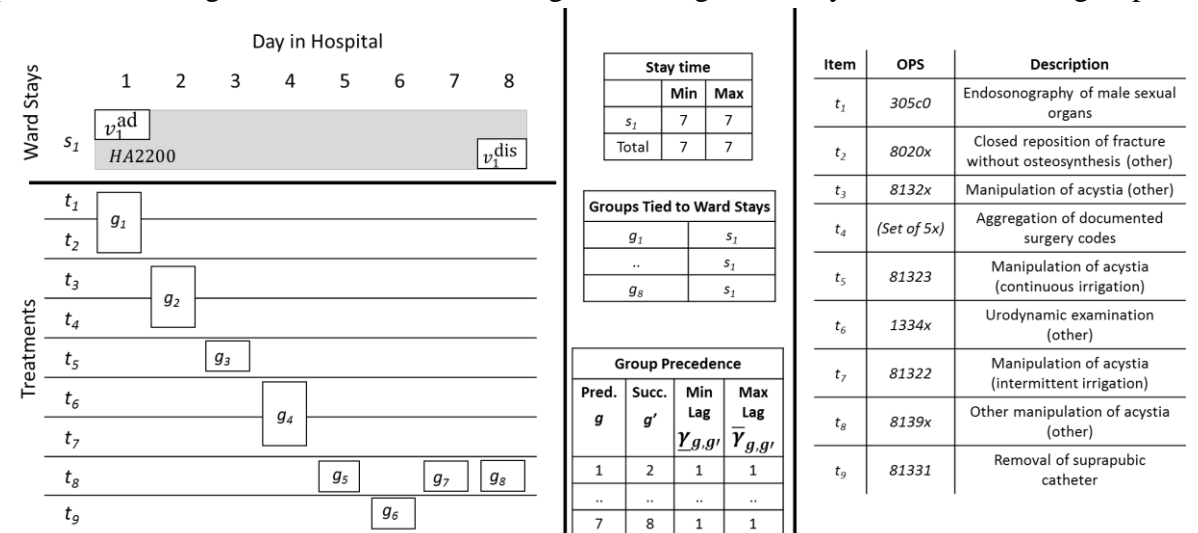 Day in Hospital
1 2 3 4 5 6 7 8
Ward Stays
s₁
v₁^ad
HA2200
v₁^dis
Treatments
t₁
t₂
t₃
t₄
t₅
t₆
t₇
t₈
t₉
g₁
g₂
g₃
g₄
g₅ g₇ g₈
g₆
Stay time
Min Max
s₁ 7 7
Total 7 7
Groups Tied to Ward Stays
g₁ s₁
.. s₁
g₈ s₁
Group Precedence
Pred. Succ. Min Max
g g' Lag Lag
γ̲g,g' γ̅g,g'
1 2 1 1
.. .. .. ..
7 8 1 1
Item OPS Description
t₁ 305c0 Endosonography of male sexual
organs
t₂ 8020x Closed reposition of fracture
without osteosynthesis (other)
t₃ 8132x Manipulation of acystia (other)
t₄ (Set of 5x) Aggregation of documented
surgery codes
t₅ 81323 Manipulation of acystia
(continuous irrigation)
t₆ 1334x Urodynamic examination
(other)
t₇ 81322 Manipulation of acystia
(intermittent irrigation)
t₈ 8139x Other manipulation of acystia
(other)
t₉ 81331 Removal of suprapubic
catheter